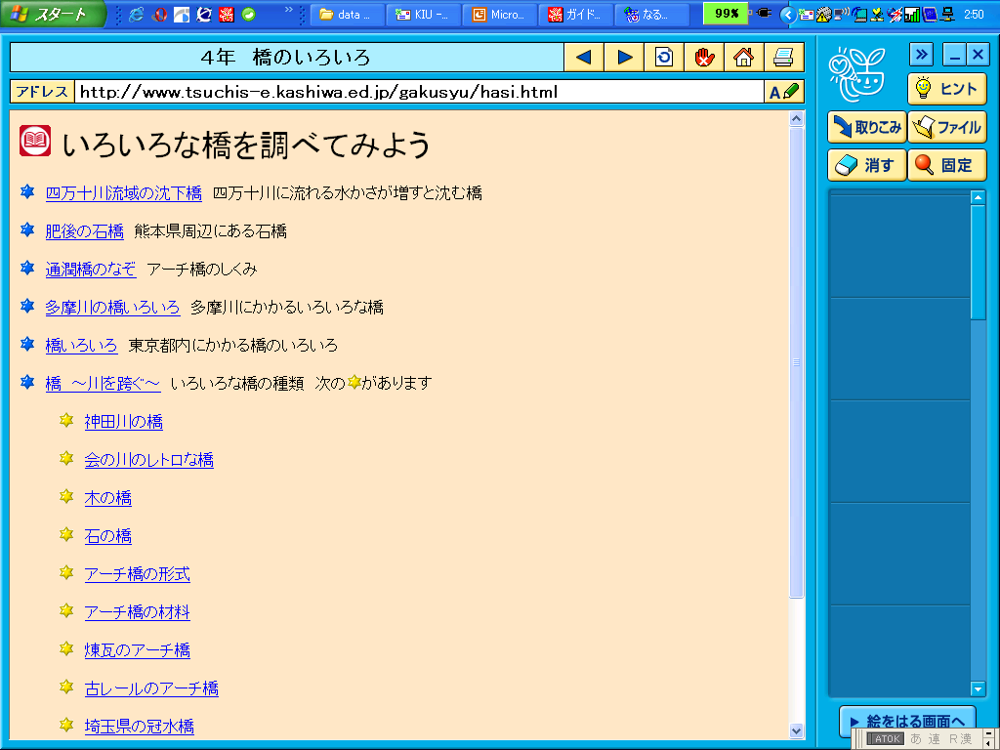 スタート data ... KIU -... Micro... ガイド... なる... 99% 2:50
4年 橋のいろいろ
アドレス http://www.tsuchis-e.kashiwa.ed.jp/gakusyu/hasi.html A
いろいろな橋を調べてみよう
四万十川流域の沈下橋 四万十川に流れる水かさが増すと沈む橋
肥後の石橋 熊本県周辺にある石橋
通潤橋のなぞ アーチ橋のしくみ
多摩川の橋いろいろ 多摩川にかかるいろいろな橋
橋いろいろ 東京都内にかかる橋のいろいろ
橋 ~川を跨ぐ~ いろいろな橋の種類 次の があります
神田川の橋
会の川のレトロな橋
木の橋
石の橋
アーチ橋の形式
アーチ橋の材料
煉瓦のアーチ橋
古レールのアーチ橋
埼玉県の冠水橋
ヒント
取りこみ ファイル
消す 固定
絵をはる画面へ
ATOK あ 連 R漢